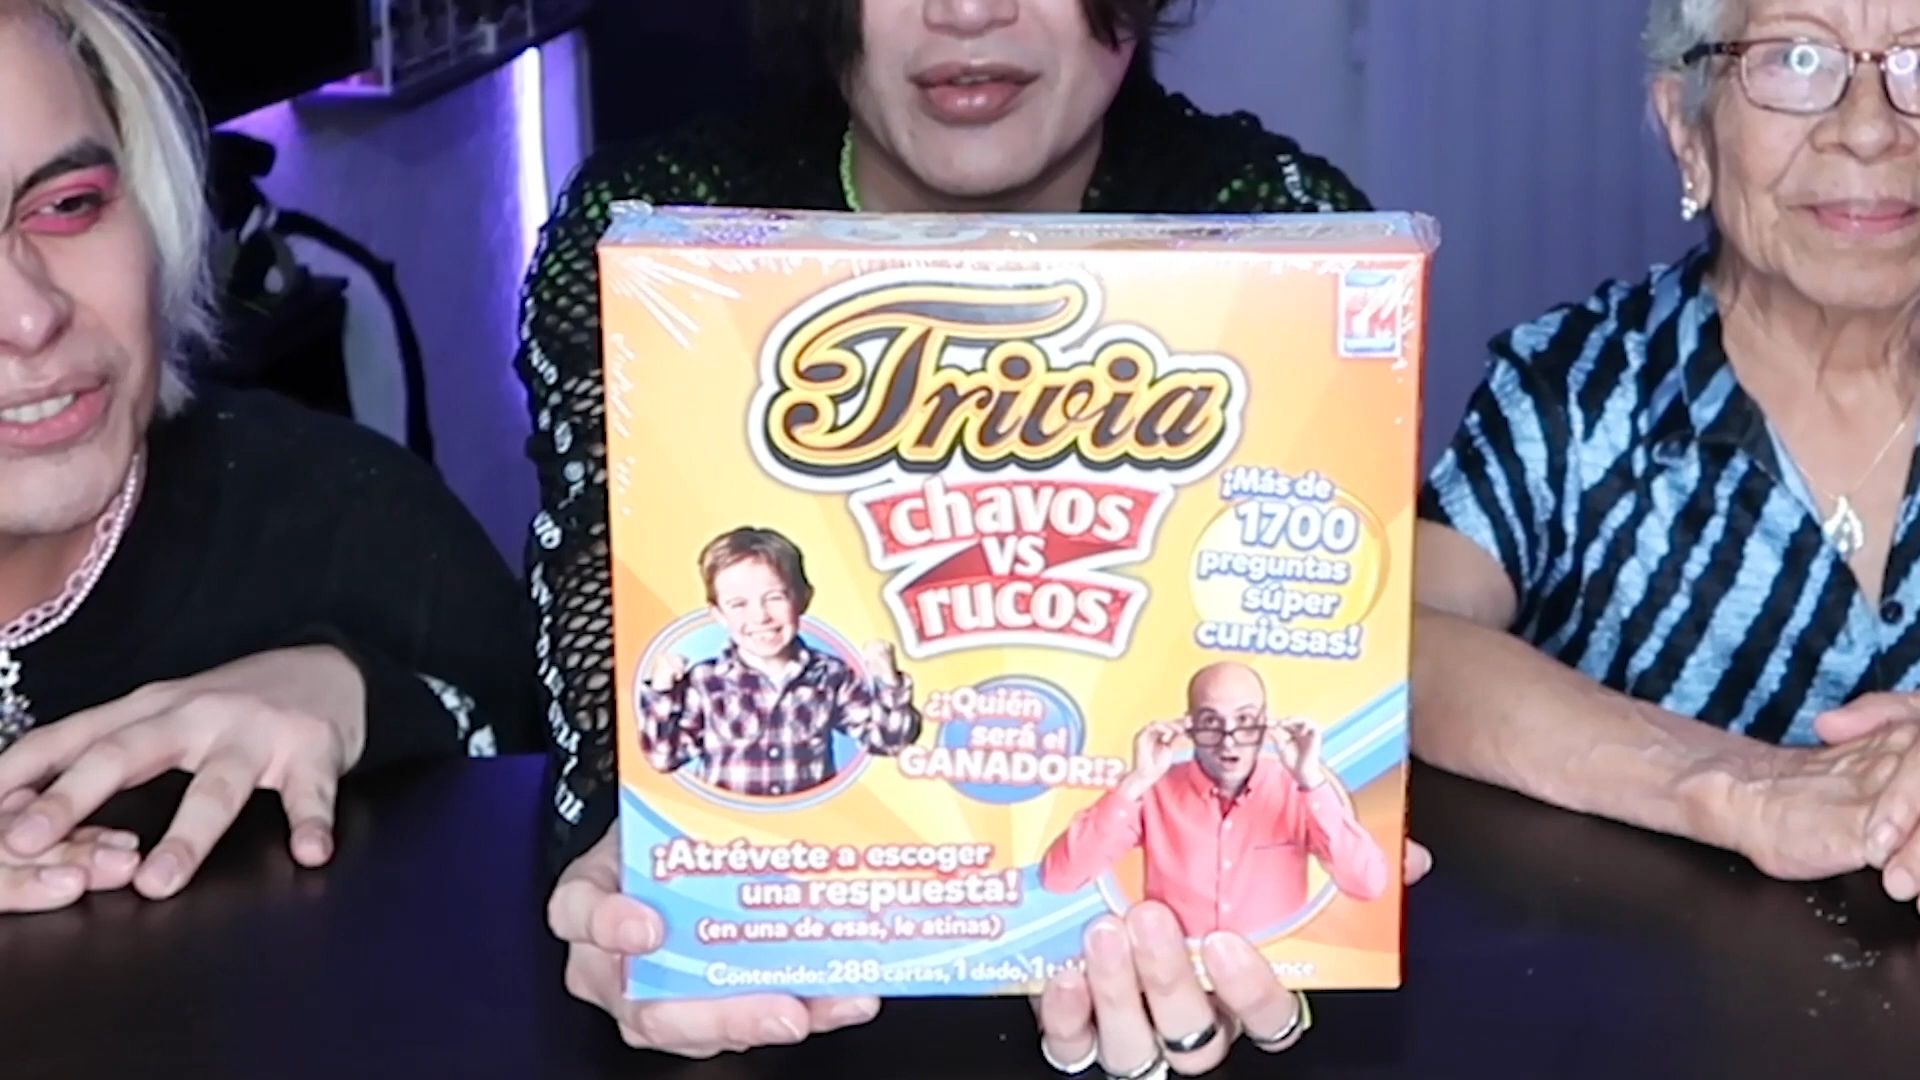 Trivia
chavos
vs
rucos
¡Más de
1700
preguntas
súper
curiosas!
¿¡Quién
será el
GANADOR!?
¡Atrévete a escoger
una respuesta!
(en una de esas, le atinas)
Contenido: 288 cartas, 1 dado, 1